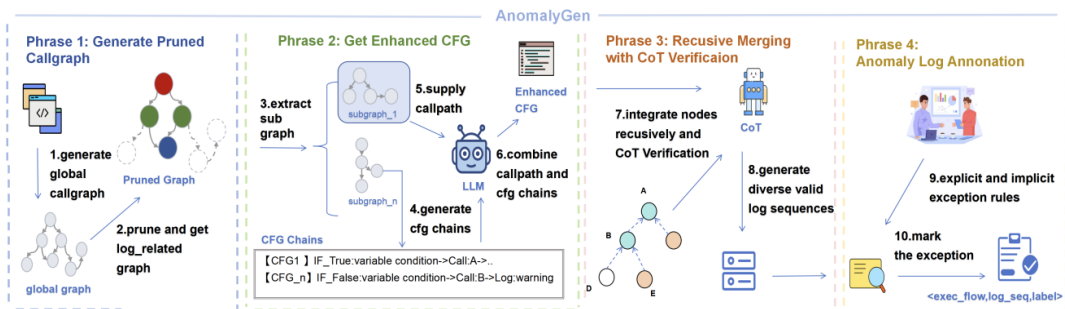 AnomalyGen
Phrase 1: Generate Pruned
Callgraph
1.generate
global
callgraph
Pruned Graph
2.prune and get
log_related
graph
global graph
Phrase 2: Get Enhanced CFG
3.extract
sub
graph
subgraph_1
subgraph_n
5.supply
callpath
Enhanced
CFG
LLM
6.combine
callpath and
cfg chains
4.generate
cfg chains
CFG Chains
【CFG1 】IF_True:variable condition->Call:A->..
【CFG_n】IF_False:variable condition->Call:B->Log:warning
Phrase 3: Recusive Merging
with CoT Verificaion
7.integrate nodes
recusively and
CoT Verification
CoT
8.generate
diverse valid
log sequences
A
B
D
E
Phrase 4:
Anomaly Log Annonation
9.explicit and implicit
exception rules
10.mark
the exception
<exec_flow,log_seq,label>